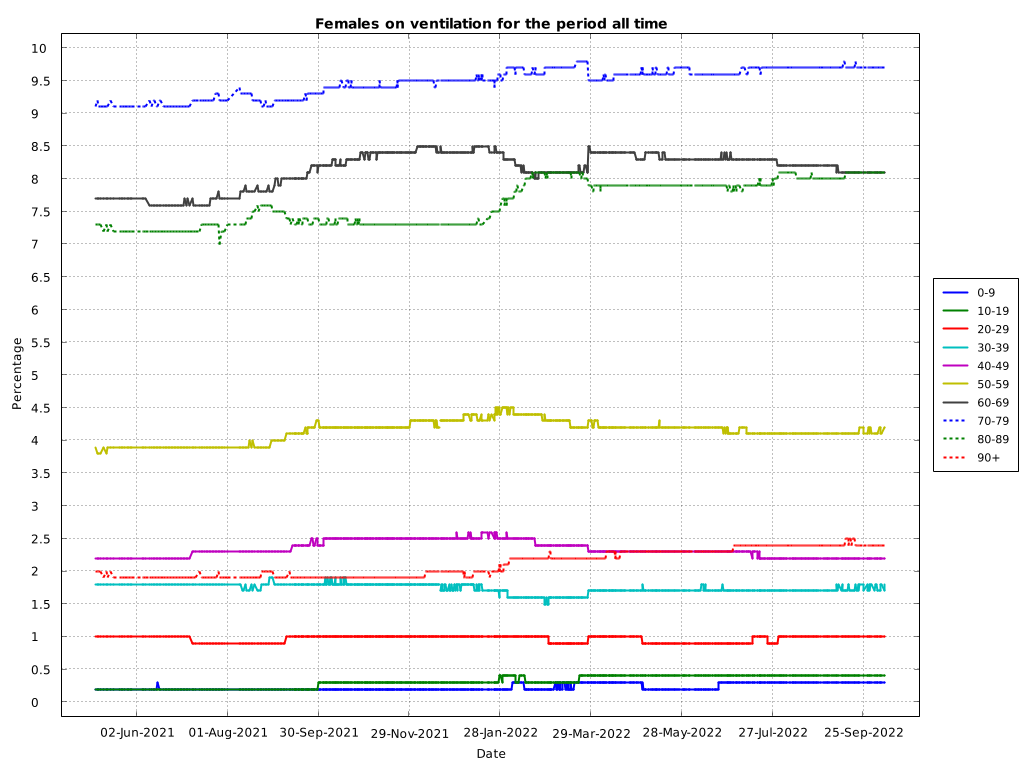 Females on ventilation for the period all time
10
9.5
9
8.5
8
7.5
7
6.5
6
5.5
5
4.5
4
3.5
3
2.5
2
1.5
1
0.5
0
Percentage
02-Jun-2021
01-Aug-2021
30-Sep-2021
29-Nov-2021
28-Jan-2022
29-Mar-2022
28-May-2022
27-Jul-2022
25-Sep-2022
Date
0-9
10-19
20-29
30-39
40-49
50-59
60-69
70-79
80-89
90+